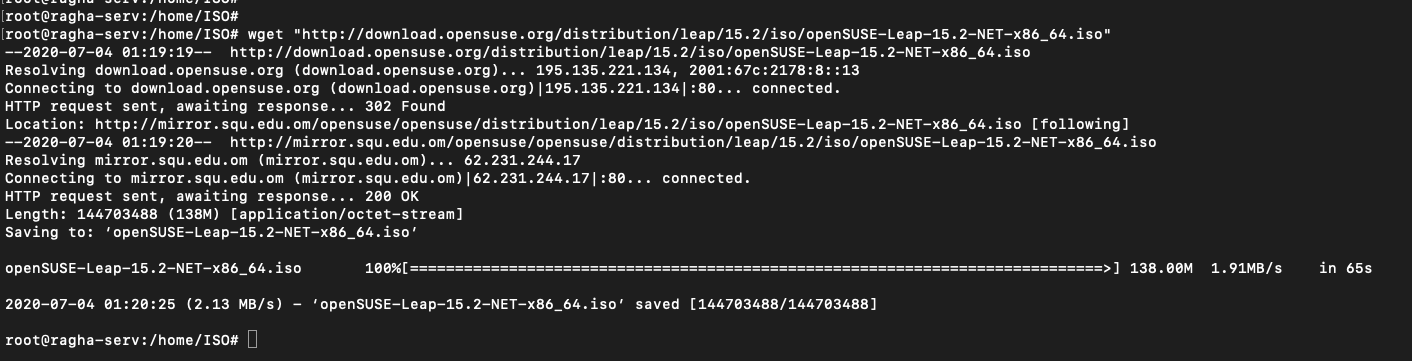 [root@ragha-serv:/home/ISO#
[root@ragha-serv:/home/ISO#
[root@ragha-serv:/home/ISO# wget "http://download.opensuse.org/distribution/leap/15.2/iso/openSUSE-Leap-15.2-NET-x86_64.iso"
--2020-07-04 01:19:19--  http://download.opensuse.org/distribution/leap/15.2/iso/openSUSE-Leap-15.2-NET-x86_64.iso
Resolving download.opensuse.org (download.opensuse.org)... 195.135.221.134, 2001:67c:2178:8::13
Connecting to download.opensuse.org (download.opensuse.org)|195.135.221.134|:80... connected.
HTTP request sent, awaiting response... 302 Found
Location: http://mirror.squ.edu.om/opensuse/opensuse/distribution/leap/15.2/iso/openSUSE-Leap-15.2-NET-x86_64.iso [following]
--2020-07-04 01:19:20--  http://mirror.squ.edu.om/opensuse/opensuse/distribution/leap/15.2/iso/openSUSE-Leap-15.2-NET-x86_64.iso
Resolving mirror.squ.edu.om (mirror.squ.edu.om)... 62.231.244.17
Connecting to mirror.squ.edu.om (mirror.squ.edu.om)|62.231.244.17|:80... connected.
HTTP request sent, awaiting response... 200 OK
Length: 144703488 (138M) [application/octet-stream]
Saving to: ‘openSUSE-Leap-15.2-NET-x86_64.iso’
openSUSE-Leap-15.2-NET-x86_64.iso       100%[=============================================================================>] 138.00M  1.91MB/s    in 65s
2020-07-04 01:20:25 (2.13 MB/s) - ‘openSUSE-Leap-15.2-NET-x86_64.iso’ saved [144703488/144703488]
root@ragha-serv:/home/ISO#